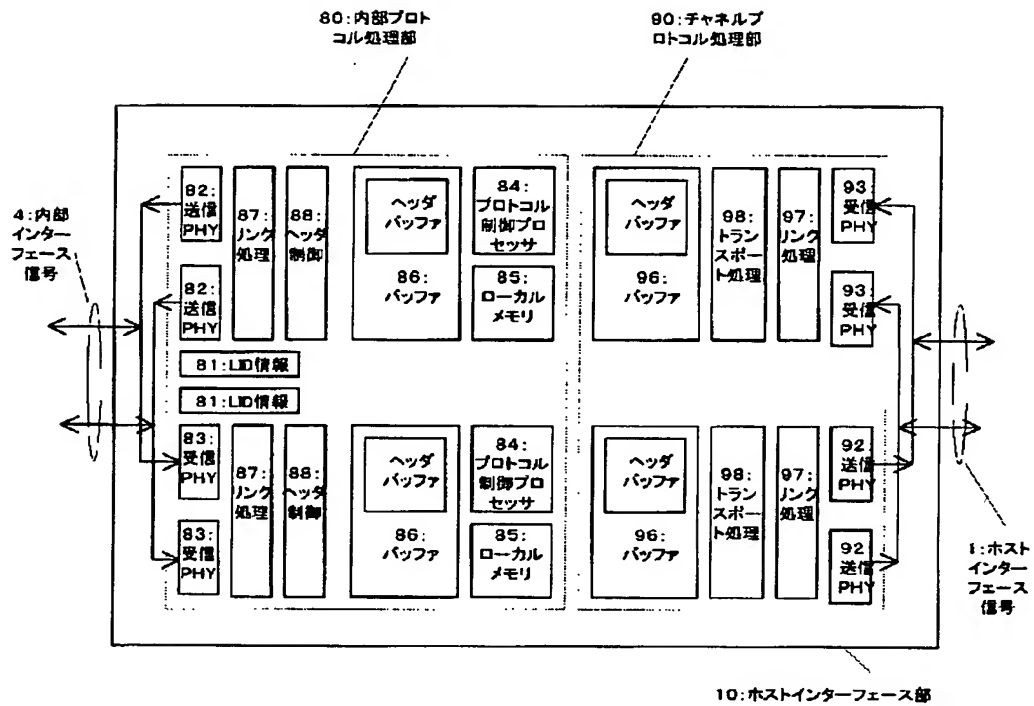 80:内部プロト
コル処理部
90:チャネルプ
ロトコル処理部
4:内部
インター
フェース
信号
82:
送信
PHY
87:
リンク
処理
88:
ヘッダ
制御
ヘッダ
バッファ
86:
バッファ
84:
プロトコル
制御プロ
セッサ
85:
ローカル
メモリ
ヘッダ
バッファ
96:
バッファ
98:
トラン
スポー
ト処理
97:
リンク
処理
93:
受信
PHY
82:
送信
PHY
93:
受信
PHY
81:LID情報
81:LID情報
83:
受信
PHY
87:
リンク
処理
88:
ヘッダ
制御
ヘッダ
バッファ
86:
バッファ
84:
プロトコル
制御プロ
セッサ
85:
ローカル
メモリ
ヘッダ
バッファ
96:
バッファ
98:
トラン
スポー
ト処理
97:
リンク
処理
92:
送信
PHY
83:
受信
PHY
92:
送信
PHY
1:ホスト
インター
フェース
信号
10:ホストインターフェース部